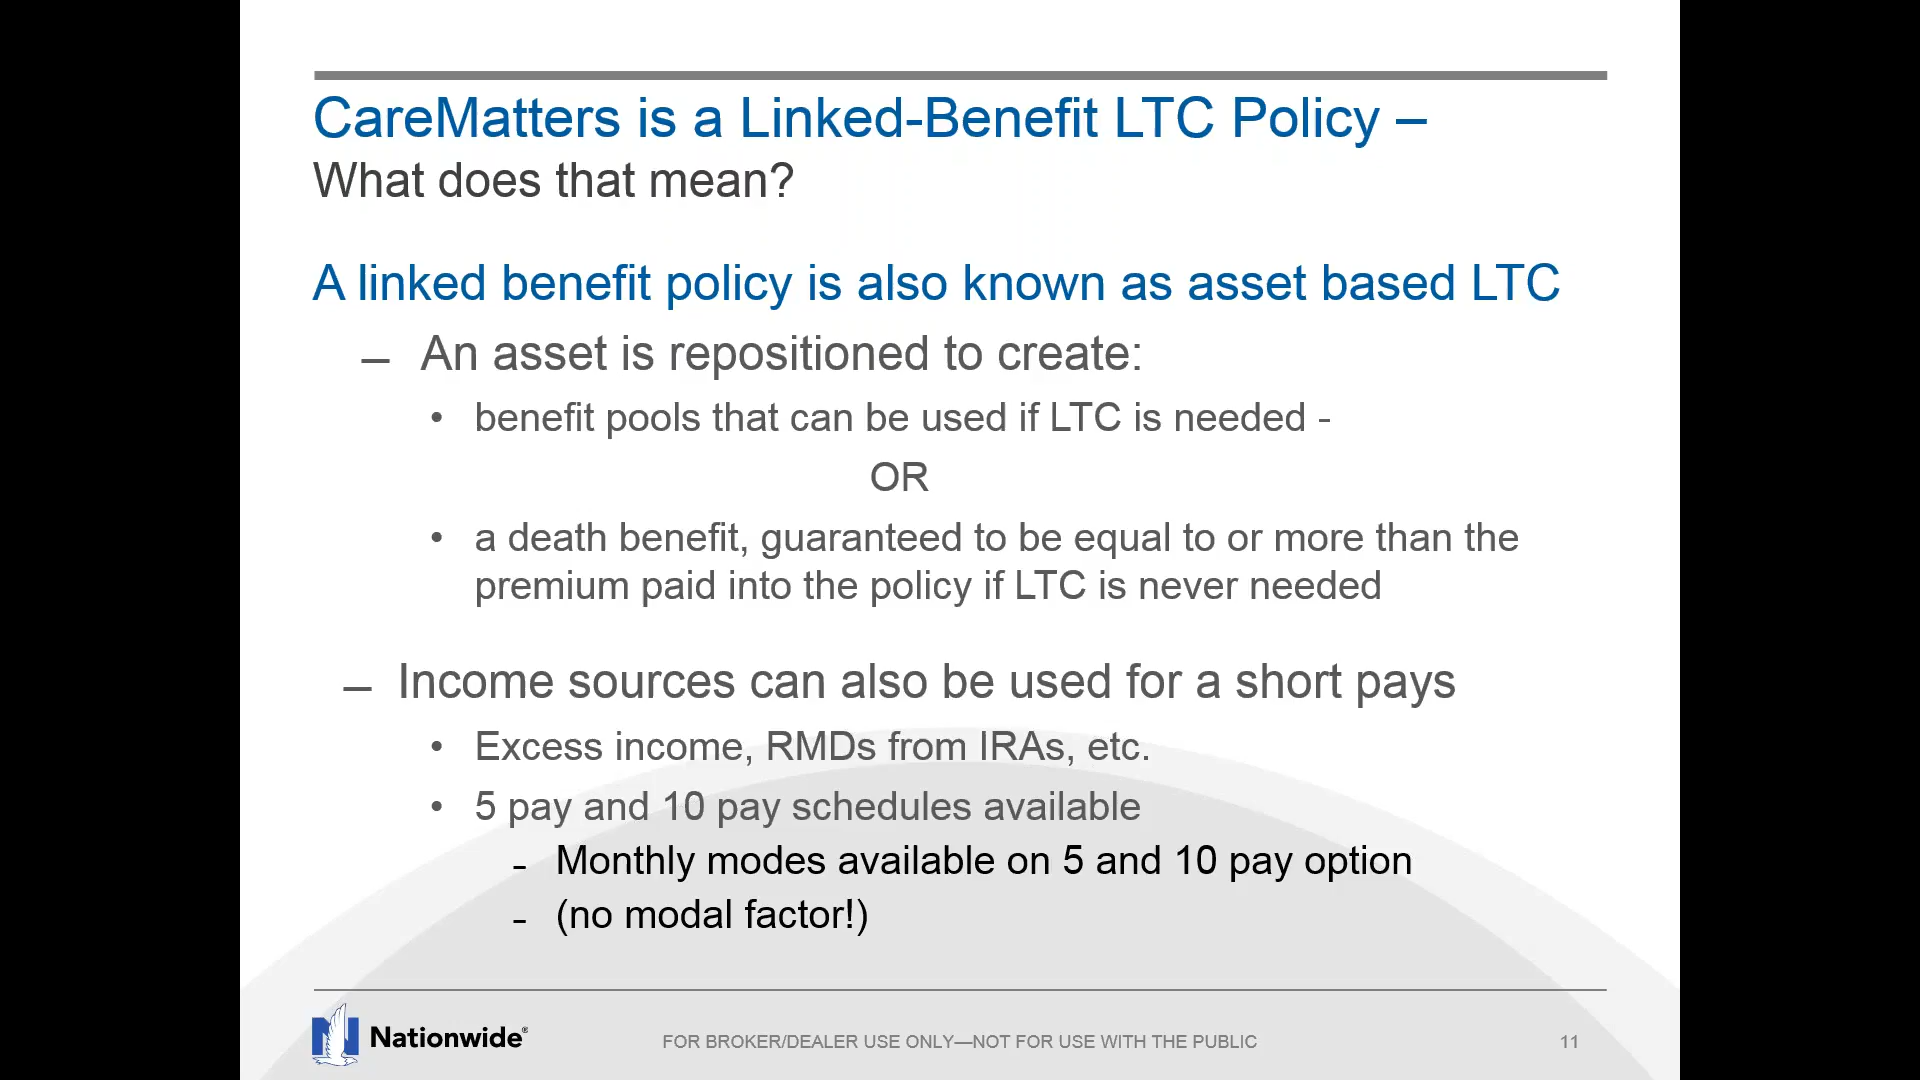 CareMatters is a Linked-Benefit LTC Policy –
What does that mean?
A linked benefit policy is also known as asset based LTC
– An asset is repositioned to create:
• benefit pools that can be used if LTC is needed -
OR
• a death benefit, guaranteed to be equal to or more than the
premium paid into the policy if LTC is never needed
– Income sources can also be used for a short pays
• Excess income, RMDs from IRAs, etc.
• 5 pay and 10 pay schedules available
- Monthly modes available on 5 and 10 pay option
- (no modal factor!)
N Nationwide®
FOR BROKER/DEALER USE ONLY—NOT FOR USE WITH THE PUBLIC
11